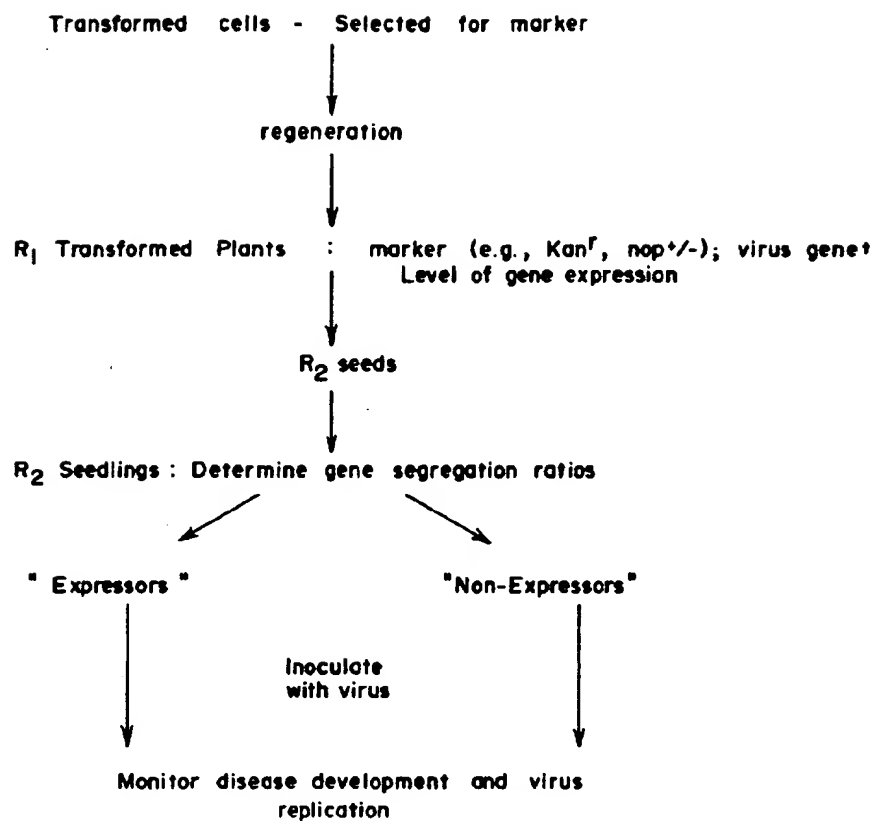 Transformed cells - Selected for marker
regeneration
R1 Transformed Plants : marker (e.g., Kanr, nop+/-); virus gene+
Level of gene expression
R2 seeds
R2 Seedlings : Determine gene segregation ratios
" Expressors "
"Non-Expressors"
Inoculate
with virus
Monitor disease development and virus
replication